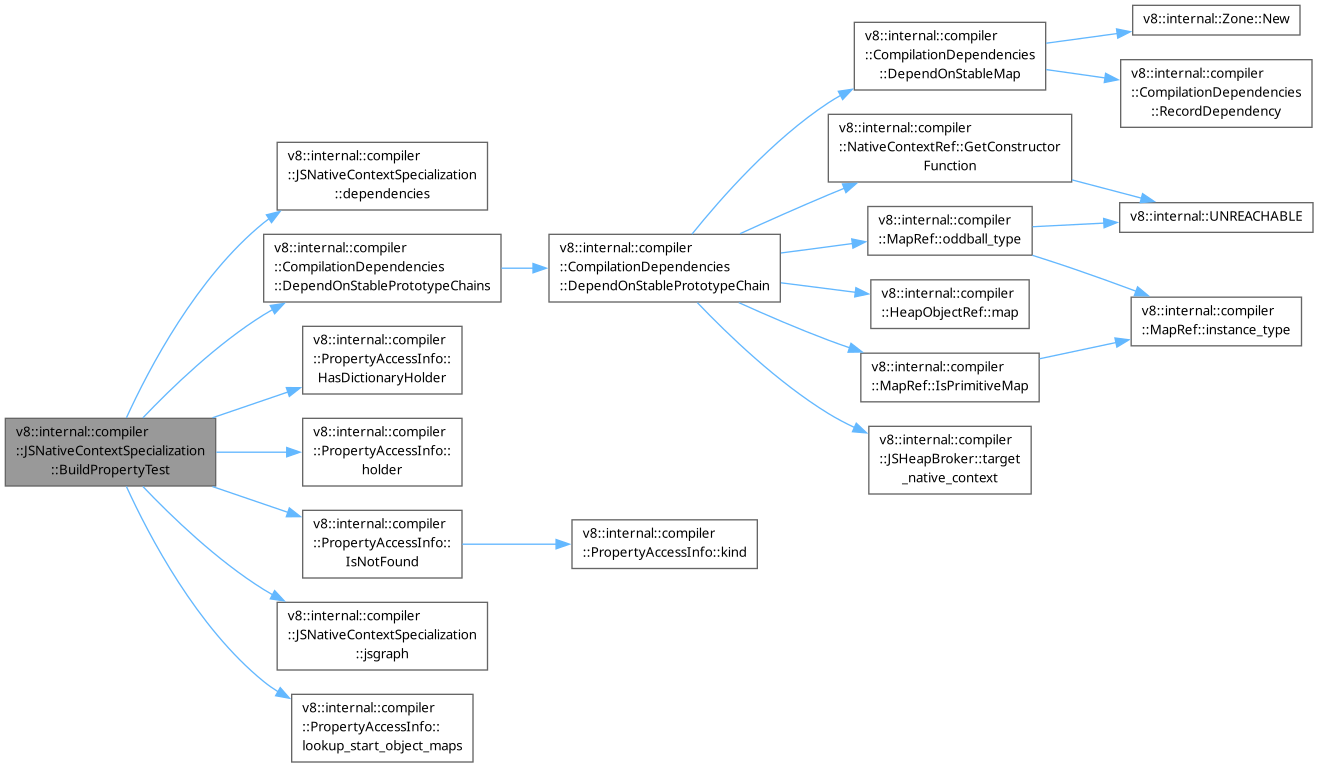 v8::internal::compiler
::JSNativeContextSpecialization
::BuildPropertyTest
v8::internal::compiler
::JSNativeContextSpecialization
::dependencies
v8::internal::compiler
::CompilationDependencies
::DependOnStablePrototypeChains
v8::internal::compiler
::PropertyAccessInfo::
HasDictionaryHolder
v8::internal::compiler
::PropertyAccessInfo::
holder
v8::internal::compiler
::PropertyAccessInfo::
IsNotFound
v8::internal::compiler
::JSNativeContextSpecialization
::jsgraph
v8::internal::compiler
::PropertyAccessInfo::
lookup_start_object_maps
v8::internal::compiler
::CompilationDependencies
::DependOnStablePrototypeChain
v8::internal::compiler
::PropertyAccessInfo::kind
v8::internal::compiler
::CompilationDependencies
::DependOnStableMap
v8::internal::compiler
::NativeContextRef::GetConstructor
Function
v8::internal::compiler
::MapRef::oddball_type
v8::internal::compiler
::HeapObjectRef::map
v8::internal::compiler
::MapRef::IsPrimitiveMap
v8::internal::compiler
::JSHeapBroker::target
_native_context
v8::internal::Zone::New
v8::internal::compiler
::CompilationDependencies
::RecordDependency
v8::internal::UNREACHABLE
v8::internal::compiler
::MapRef::instance_type